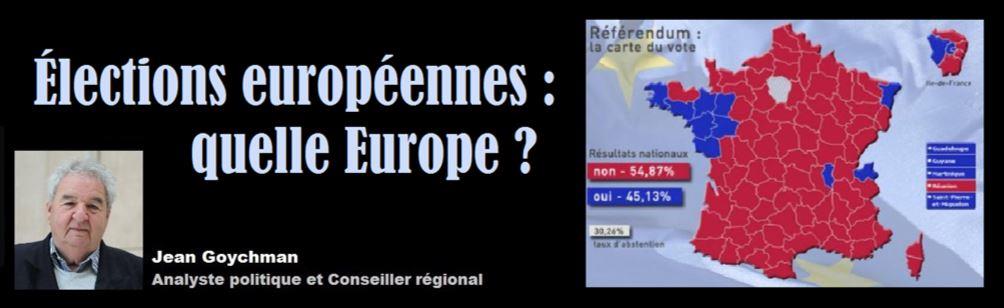 Élections européennes :
quelle Europe ?
Jean Goychman
Analyste politique et Conseiller régional
Référendum :
la carte du vote
Ile-de-France
Résultats nationaux
non - 54,87%
oui - 45,13%
30,26%
taux d'abstention
Guadeloupe
Guyane
Martinique
Réunion
Saint-Pierre-
et-Miquelon